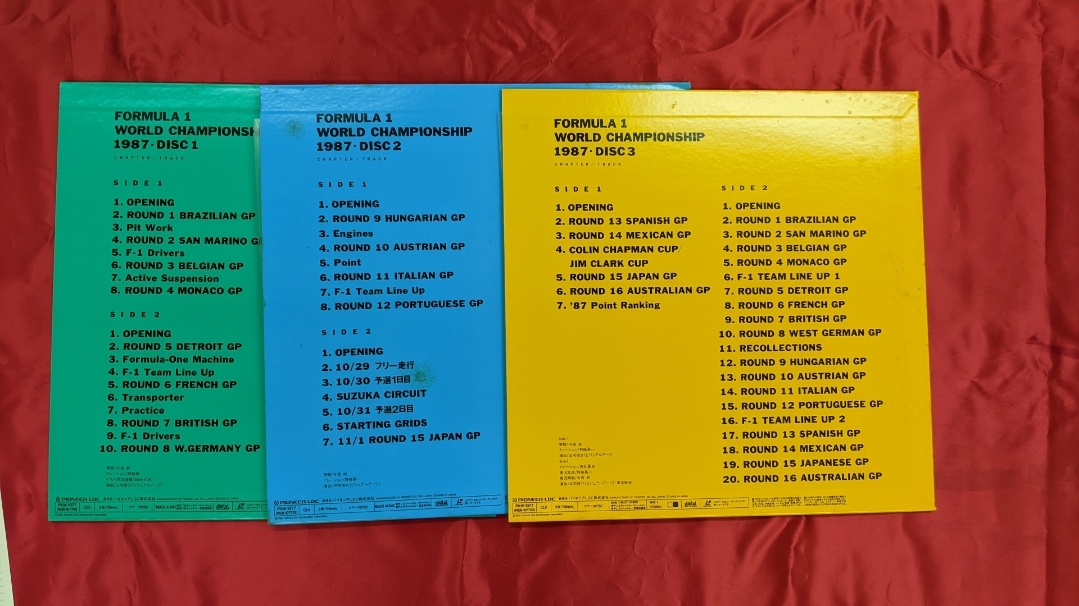 FORMULA 1
WORLD CHAMPIONSH
1987·DISC 1
CHAPTER/TRACK
SIDE 1
1. OPENING
2. ROUND 1 BRAZILIAN GP
3. Pit Work
4. ROUND 2 SAN MARINO G
5. F-1 Drivers
6. ROUND 3 BELGIAN GP
7. Active Suspension
8. ROUND 4 MONACO GP
SIDE 2
1. OPENING
2. ROUND 5 DETROIT GP
3. Formula-One Machine
4. F-1 Team Line Up
5. ROUND 6 FRENCH GP
6. Transporter
7. Practice
8. ROUND 7 BRITISH GP
9. F-1 Drivers
10. ROUND 8 W.GERMANY GP
PIONEER LDC
FORMULA 1
WORLD CHAMPIONSHIP
1987·DISC 2
CHAPTER/TRACK
SIDE 1
1. OPENING
2. ROUND 9 HUNGARIAN GP
3. Engines
4. ROUND 10 AUSTRIAN GP
5. Point
6. ROUND 11 ITALIAN GP
7. F-1 Team Line Up
8. ROUND 12 PORTUGUESE GP
SIDE 2
1. OPENING
2. 10/29 フリー走行
3. 10/30 予選1日目
4. SUZUKA CIRCUIT
5. 10/31 予選2日目
6. STARTING GRIDS
7. 11/1 ROUND 15 JAPAN GP
PIONEER LDC
FORMULA 1
WORLD CHAMPIONSHIP
1987·DISC 3
CHAPTER/TRACK
SIDE 1
1. OPENING
2. ROUND 13 SPANISH GP
3. ROUND 14 MEXICAN GP
4. COLIN CHAPMAN CUP/
JIM CLARK CUP
5. ROUND 15 JAPAN GP
6. ROUND 16 AUSTRALIAN GP
7. '87 Point Ranking
SIDE 2
1. OPENING
2. ROUND 1 BRAZILIAN GP
3. ROUND 2 SAN MARINO GP
4. ROUND 3 BELGIAN GP
5. ROUND 4 MONACO GP
6. F-1 TEAM LINE UP 1
7. ROUND 5 DETROIT GP
8. ROUND 6 FRENCH GP
9. ROUND 7 BRITISH GP
10. ROUND 8 WEST GERMAN GP
11. RECOLLECTIONS
12. ROUND 9 HUNGARIAN GP
13. ROUND 10 AUSTRIAN GP
14. ROUND 11 ITALIAN GP
15. ROUND 12 PORTUGUESE GP
16. F-1 TEAM LINE UP 2
17. ROUND 13 SPANISH GP
18. ROUND 14 MEXICAN GP
19. ROUND 15 JAPANESE GP
20. ROUND 16 AUSTRALIAN GP
PIONEER LDC